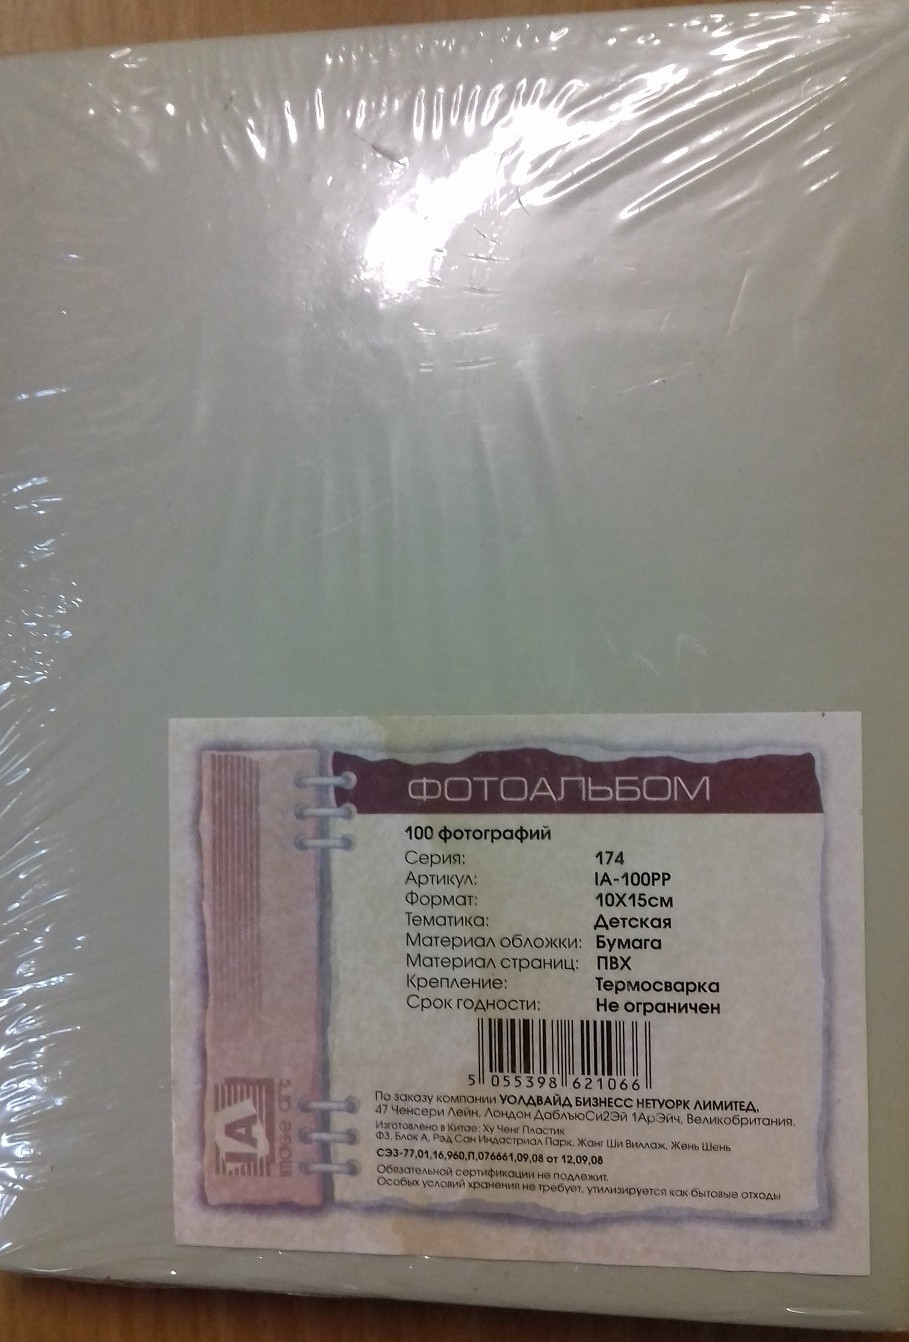 ФОТОАЛЬБОМ
100 фотографий
Серия: 174
Артикул: IA-100PP
Формат: 10X15см
Тематика: Детская
Материал обложки: Бумага
Материал страниц: ПВХ
Крепление: Термосварка
Срок годности: Не ограничен
5 055398 621066
По заказу компании УОЛДВАЙД БИЗНЕСС НЕТУОРК ЛИМИТЕД,
47 Ченсери Лейн, Лондон ДаблъюСи2Эй 1АрЭйч, Великобритания.
Изготовлено в Китае: Ху Ченг Пластик
Ф3, Блок А, Рэд Сан Индастриал Парк, Жанг Ши Виллаж, Жень Шень
СЭЗ-77,01,16,960,П,076661,09,08 от 12,09,08
Обязательной сертификации не подлежит.
Особых условий хранения не требует, утилизируется как бытовые отходы
IA
image art